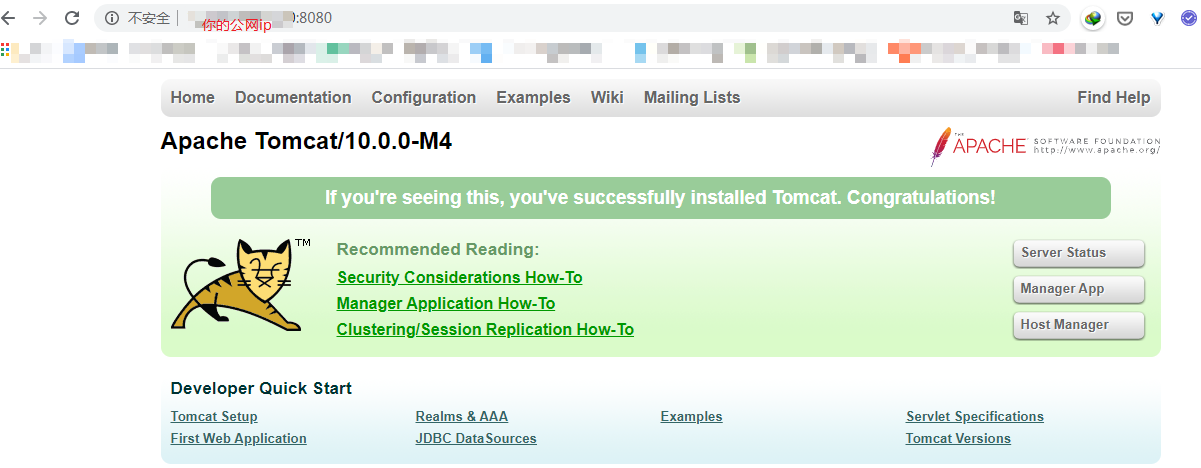 不安全 :8080
你的公网ip
Home Documentation Configuration Examples Wiki Mailing Lists Find Help
Apache Tomcat/10.0.0-M4
THE APACHE SOFTWARE FOUNDATION
http://www.apache.org/
If you're seeing this, you've successfully installed Tomcat. Congratulations!
TM
Recommended Reading:
Security Considerations How-To
Manager Application How-To
Clustering/Session Replication How-To
Server Status
Manager App
Host Manager
Developer Quick Start
Tomcat Setup Realms & AAA Examples Servlet Specifications
First Web Application JDBC DataSources Tomcat Versions